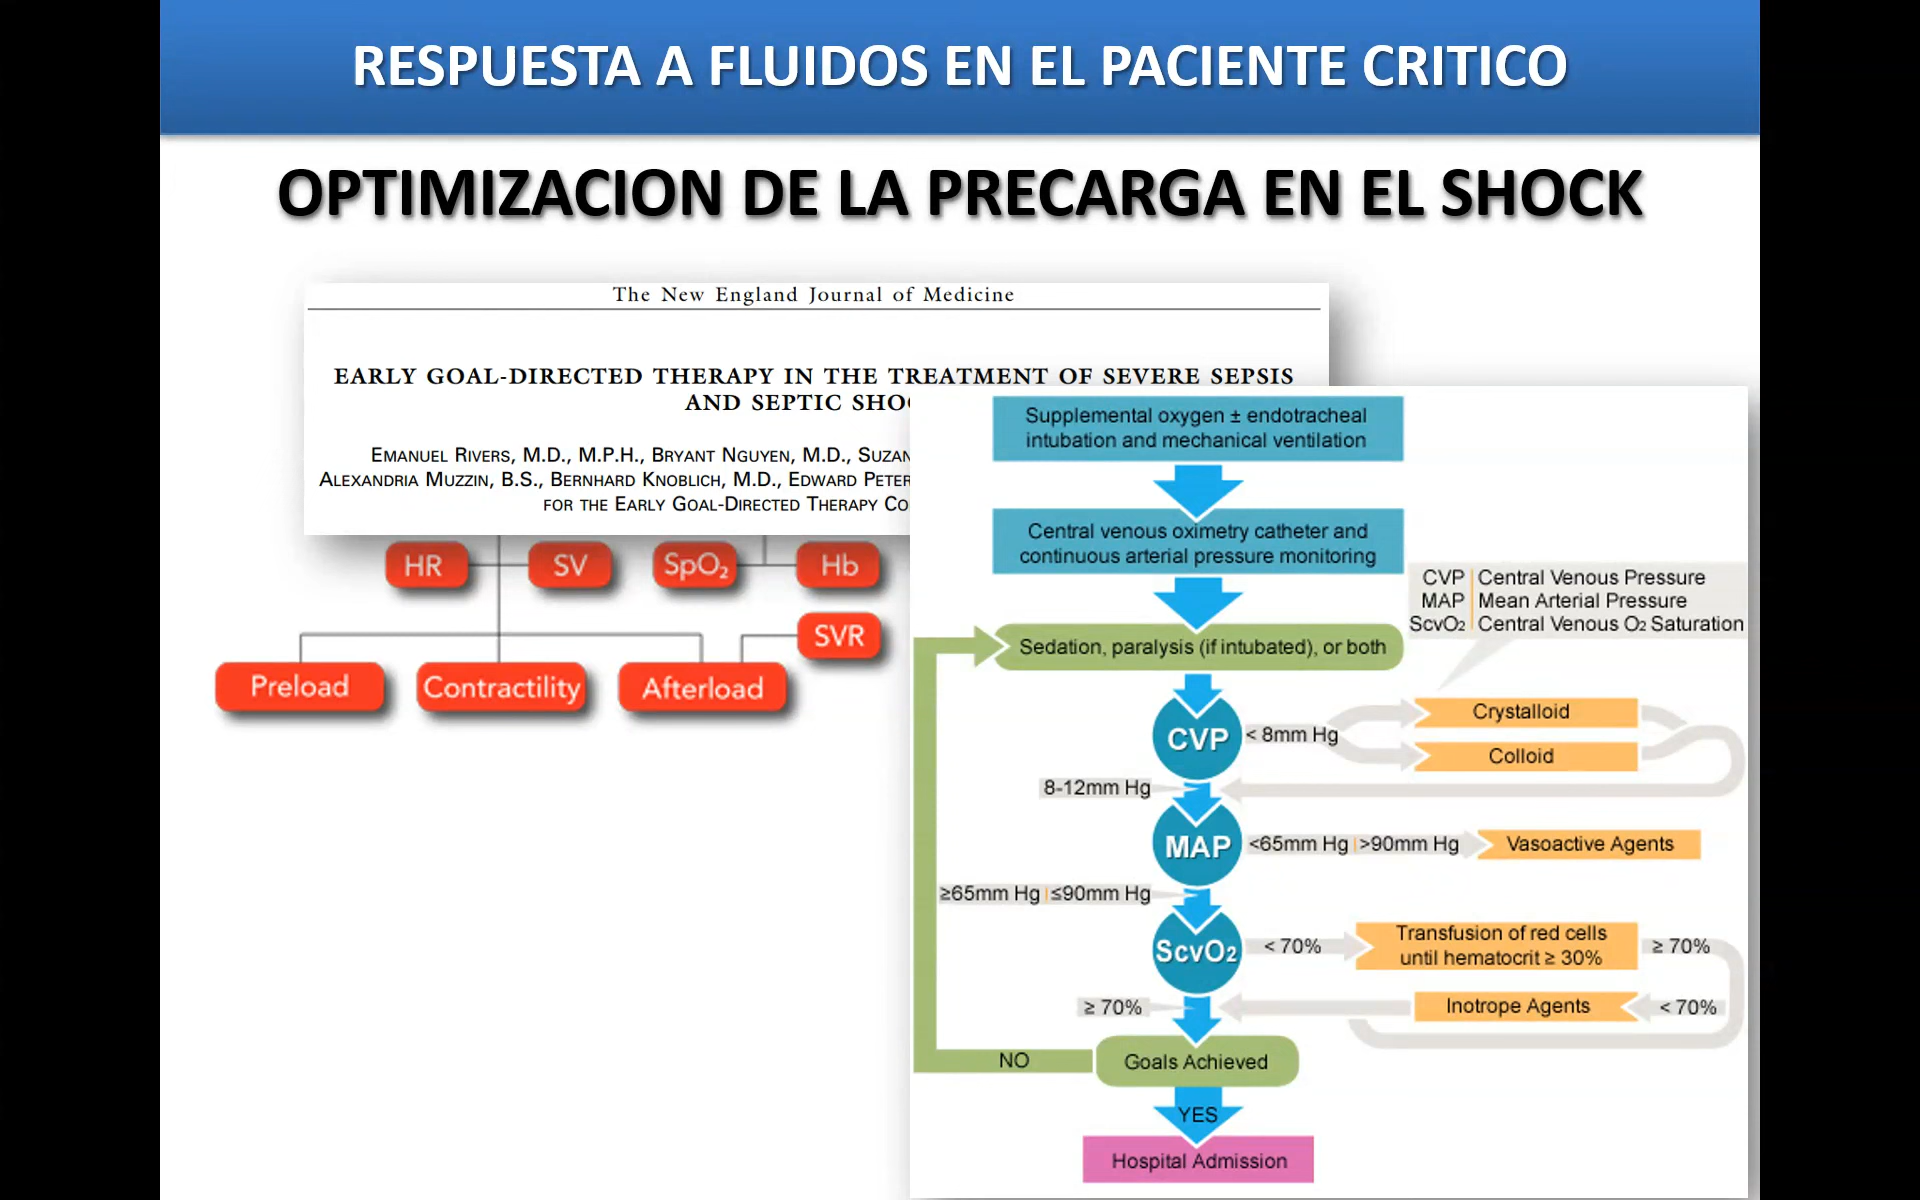 RESPUESTA A FLUIDOS EN EL PACIENTE CRITICO
OPTIMIZACION DE LA PRECARGA EN EL SHOCK
The New England Journal of Medicine
EARLY GOAL-DIRECTED THERAPY IN THE TREATMENT OF SEVERE SEPSIS
AND SEPTIC
EMANUEL RIVERS, M.D., M.P.H., BRYANT NGUYEN, M.D.,
ALEXANDRIA MUZZIN, B.S., BERNHARD KNOBLICH, M.D., EDWARD
FOR THE EARLY GOAL-DIRECTED THERAPY
HR
SV
SpO₂
Hb
SVR
Preload
Contractility
Afterload
Supplemental oxygen ± endotracheal
intubation and mechanical ventilation
Central venous oximetry catheter and
continuous arterial pressure monitoring
CVP | Central Venous Pressure
MAP | Mean Arterial Pressure
ScvO₂ | Central Venous O₂ Saturation
Sedation, paralysis (if intubated), or both
CVP
< 8mm Hg
Crystalloid
Colloid
8-12mm Hg
MAP
<65mm Hg | >90mm Hg
Vasoactive Agents
≥65mm Hg | ≤90mm Hg
ScvO₂
< 70%
Transfusion of red cells
until hematocrit ≥ 30%
≥ 70%
≥ 70%
Inotrope Agents
< 70%
NO
Goals Achieved
YES
Hospital Admission